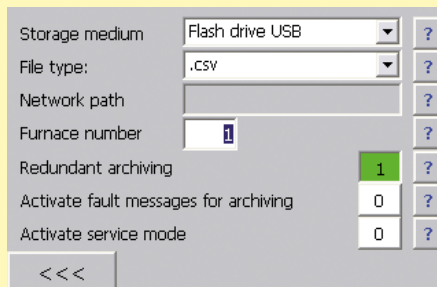 Storage medium Flash drive USB ?
File type: .csv ?
Network path ?
Furnace number 1 ?
Redundant archiving 1 ?
Activate fault messages for archiving 0 ?
Activate service mode 0 ?
<<<